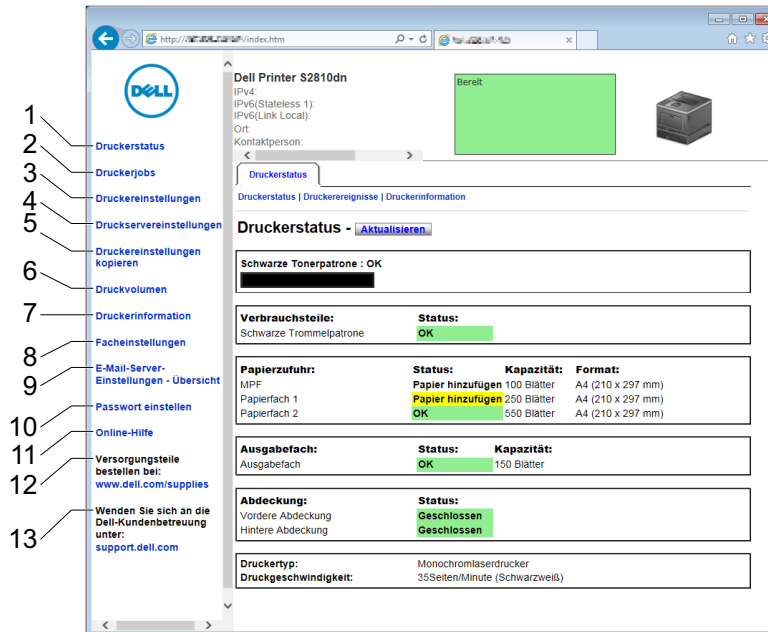 http://
/index.htm
DELL
Dell Printer S2810dn
IPv4:
IPv6(Stateless 1):
IPv6(Link Local):
Ort:
Kontaktperson:
Bereit
1
Druckerstatus
2
Druckerjobs
3
Druckereinstellungen
4
Druckservereinstellungen
5
Druckereinstellungen
kopieren
6
Druckvolumen
7
Druckerinformation
8
Facheinstellungen
9
E-Mail-Server-
Einstellungen - Übersicht
10
Passwort einstellen
11
Online-Hilfe
12
Versorgungsteile
bestellen bei:
www.dell.com/supplies
13
Wenden Sie sich an die
Dell-Kundenbetreuung
unter:
support.dell.com
Druckerstatus
Druckerstatus | Druckerereignisse | Druckerinformation
Druckerstatus - Aktualisieren
Schwarze Tonerpatrone : OK
Verbrauchsteile: Status:
Schwarze Trommelpatrone OK
Papierzufuhr: Status: Kapazität: Format:
MPF Papier hinzufügen 100 Blätter A4 (210 x 297 mm)
Papierfach 1 Papier hinzufügen 250 Blätter A4 (210 x 297 mm)
Papierfach 2 OK 550 Blätter A4 (210 x 297 mm)
Ausgabefach: Status: Kapazität:
Ausgabefach OK 150 Blätter
Abdeckung: Status:
Vordere Abdeckung Geschlossen
Hintere Abdeckung Geschlossen
Druckertyp: Monochromlaserdrucker
Druckgeschwindigkeit: 35Seiten/Minute (Schwarzweiß)